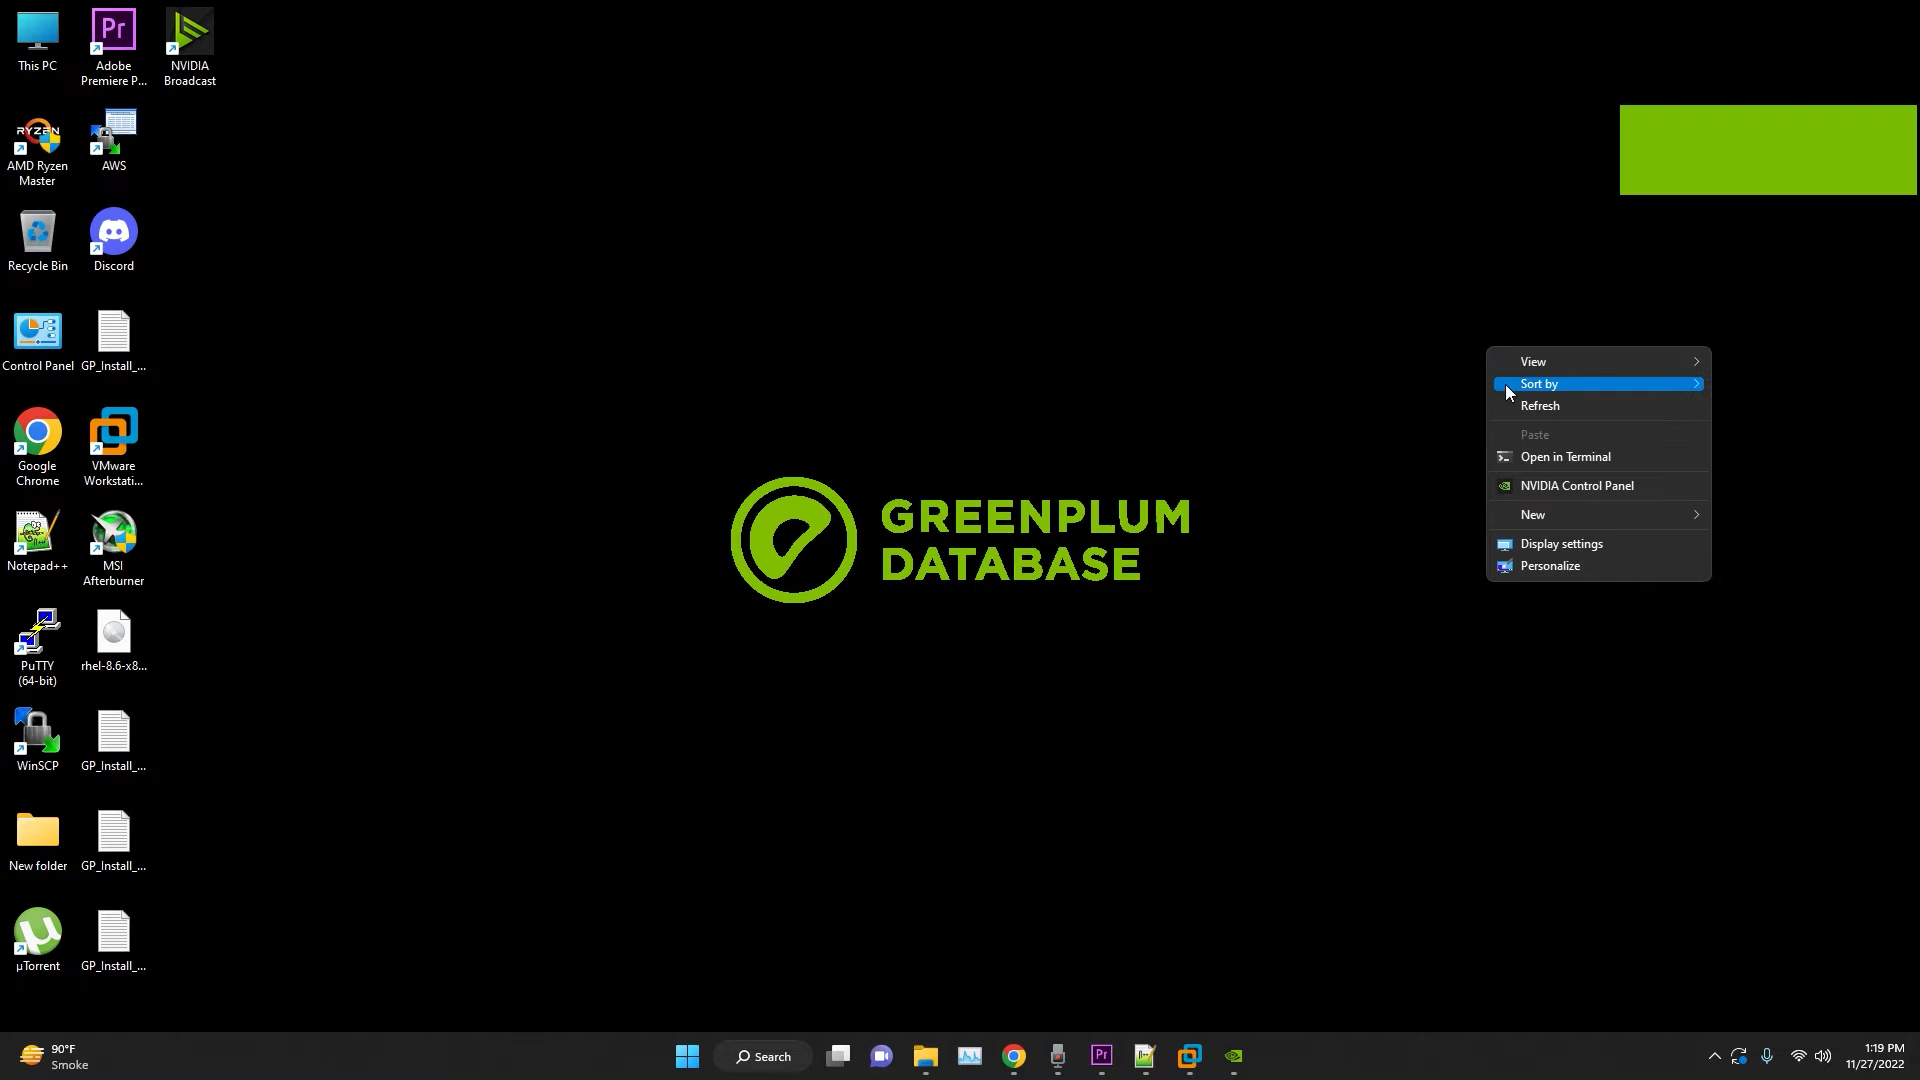 This PC
Adobe
Premiere P...
NVIDIA
Broadcast
RYZEN
AMD Ryzen
Master
AWS
Recycle Bin
Discord
Control Panel
GP_Install_...
Google
Chrome
VMware
Workstati...
Notepad++
MSI
Afterburner
PuTTY
(64-bit)
rhel-8.6-x8...
WinSCP
GP_Install_...
New folder
GP_Install_...
µTorrent
GP_Install_...
Pr
GREENPLUM
DATABASE
View
Sort by
Refresh
Paste
Open in Terminal
NVIDIA Control Panel
New
Display settings
Personalize
90°F
Smoke
Search
Pr
1:19 PM
11/27/2022